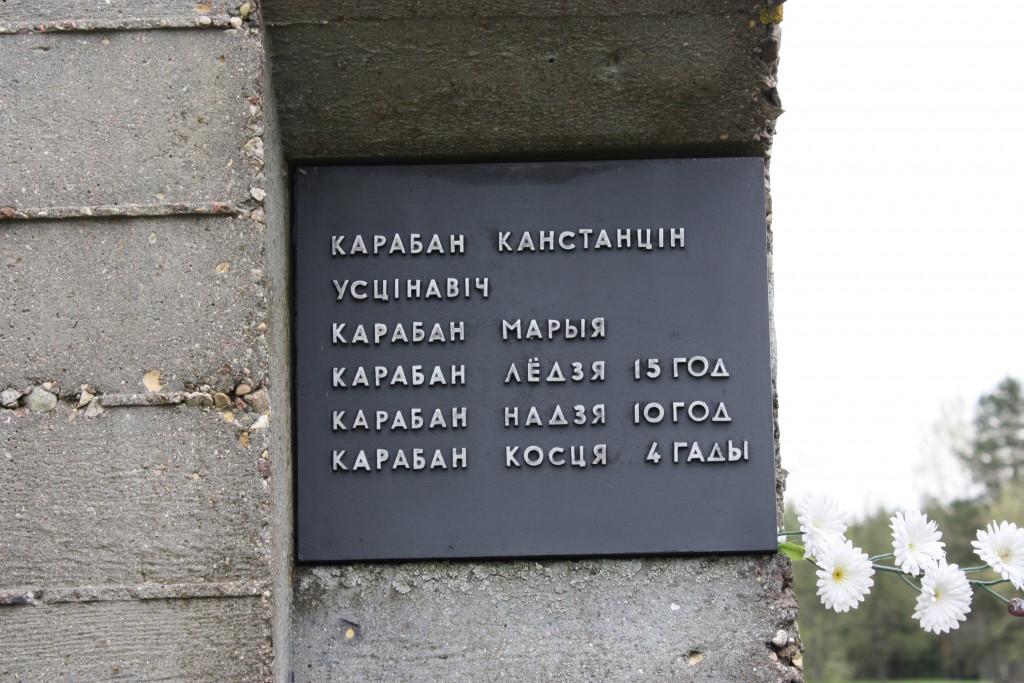 КАРАБАН КАНСТАНЦІН
УСЦІНАВІЧ
КАРАБАН МАРЫЯ
КАРАБАН ЛЁДЗЯ 15 ГОД
КАРАБАН НАДЗЯ 10 ГОД
КАРАБАН КОСЦЯ 4 ГАДЫ